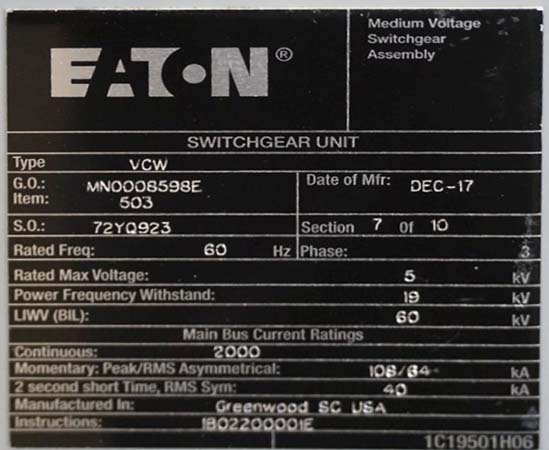 Medium Voltage
Switchgear
Assembly
EATON®
SWITCHGEAR UNIT
Type VCW
G.O.: MN0008598E Date of Mfr: DEC-17
Item: 503
S.O.: 72YQ923 Section 7 Of 10
Rated Freq: 60 Hz Phase: 3
Rated Max Voltage: 5 kV
Power Frequency Withstand: 19 kV
LIWV (BIL): 60 kV
Main Bus Current Ratings
Continuous: 2000
Momentary: Peak/RMS Asymmetrical: 108/64 kA
2 second short Time, RMS Sym: 40 kA
Manufactured In: Greenwood SC USA
Instructions: 1B02200001E
1C19501H06